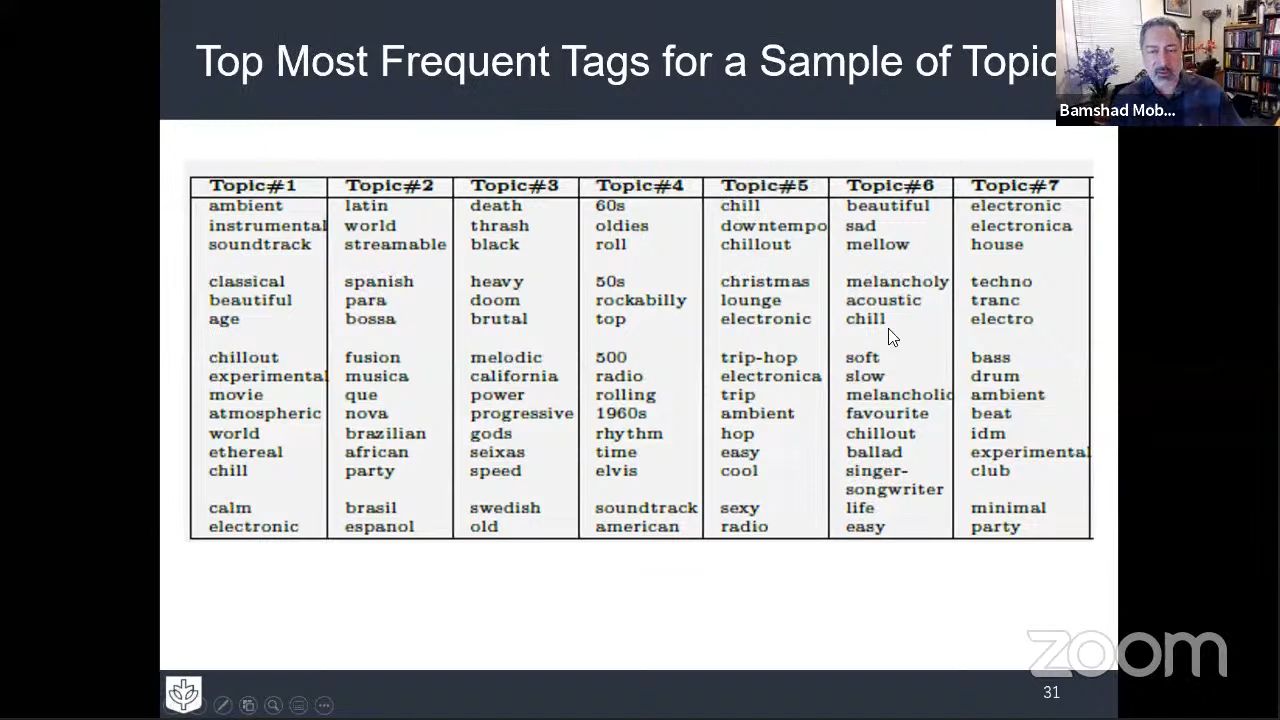 Top Most Frequent Tags for a Sample of Topic
Bamshad Mob...
Topic#1 Topic#2 Topic#3 Topic#4 Topic#5 Topic#6 Topic#7
ambient latin death 60s chill beautiful electronic
instrumental world thrash oldies downtempo sad electronica
soundtrack streamable black roll chillout mellow house
classical spanish heavy 50s christmas melancholy techno
beautiful para doom rockabilly lounge acoustic tranc
age bossa brutal top electronic chill electro
chillout fusion melodic 500 trip-hop soft bass
experimental musica california radio electronica slow drum
movie que power rolling trip melancholic ambient
atmospheric nova progressive 1960s ambient favourite beat
world brazilian gods rhythm hop chillout idm
ethereal african seixas time easy ballad experimental
chill party speed elvis cool singer- club
songwriter
calm brasil swedish soundtrack sexy life minimal
electronic espanol old american radio easy party
zoom
31